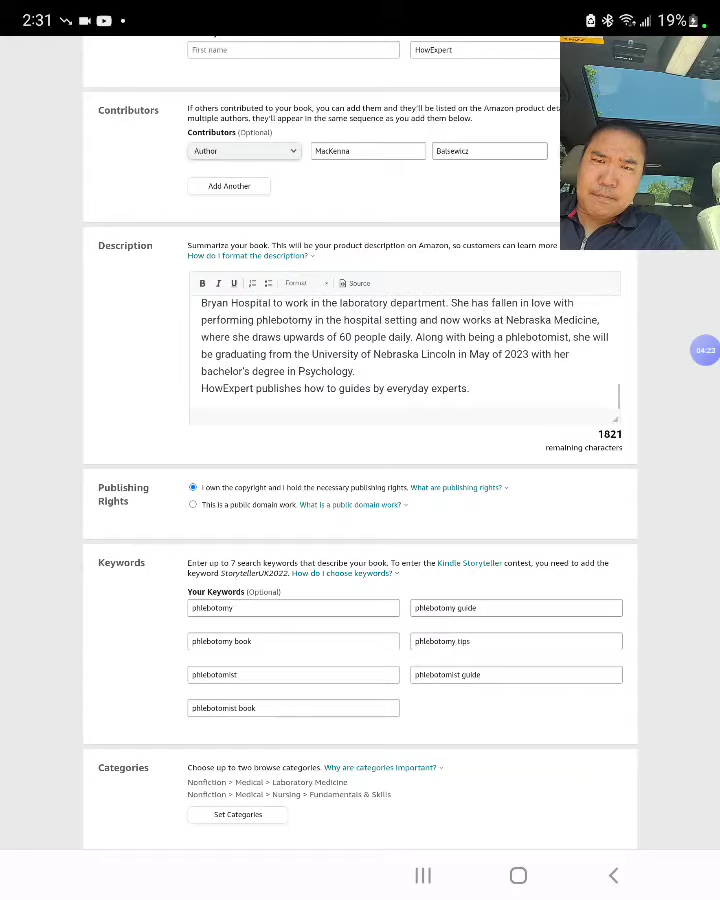 2:31
19%
First name
HowExpert
Contributors
If others contributed to your book, you can add them and they'll be listed on the Amazon product
multiple authors, they'll appear in the same sequence as you add them below.
Contributors (Optional)
Author
MacKenna
Balsewicz
Add Another
Description
Summarize your book. This will be your product description on Amazon, so customers can learn more
How do I format the description?
B I U Format Source
Bryan Hospital to work in the laboratory department. She has fallen in love with
performing phlebotomy in the hospital setting and now works at Nebraska Medicine,
where she draws upwards of 60 people daily. Along with being a phlebotomist, she will
be graduating from the University of Nebraska Lincoln in May of 2023 with her
bachelor's degree in Psychology.
HowExpert publishes how to guides by everyday experts.
1821
remaining characters
04:23
Publishing
Rights
I own the copyright and I hold the necessary publishing rights. What are publishing rights?
This is a public domain work. What is a public domain work?
Keywords
Enter up to 7 search keywords that describe your book. To enter the Kindle Storyteller contest, you need to add the
keyword StorytellerUK2022. How do I choose keywords?
Your Keywords (Optional)
phlebotomy
phlebotomy guide
phlebotomy book
phlebotomy tips
phlebotomist
phlebotomist guide
phlebotomist book
Categories
Choose up to two browse categories. Why are categories important?
Nonfiction > Medical > Laboratory Medicine
Nonfiction > Medical > Nursing > Fundamentals & Skills
Set Categories